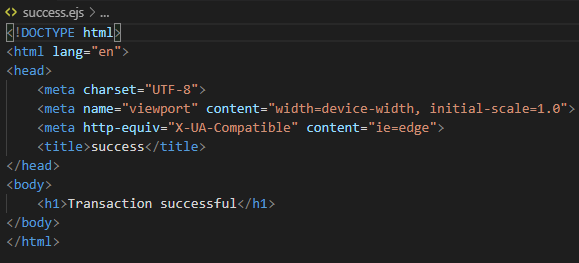 success.ejs > ...
<!DOCTYPE html>
<html lang="en">
<head>
    <meta charset="UTF-8">
    <meta name="viewport" content="width=device-width, initial-scale=1.0">
    <meta http-equiv="X-UA-Compatible" content="ie=edge">
    <title>success</title>
</head>
<body>
    <h1>Transaction successful</h1>
</body>
</html>